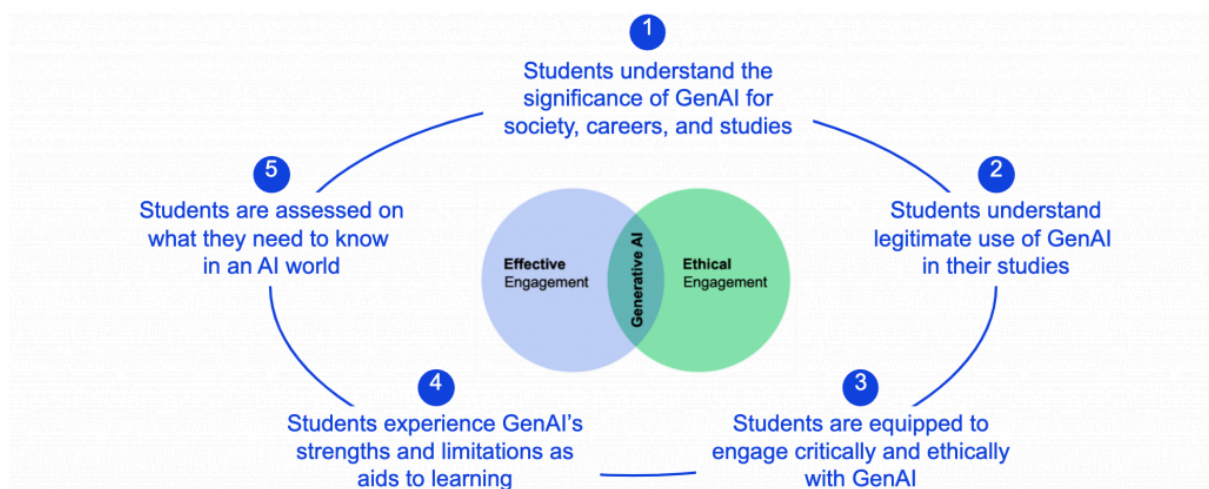 1
Students understand the
significance of GenAI for
society, careers, and studies
2
Students understand
legitimate use of GenAI
in their studies
3
Students are equipped to
engage critically and ethically
with GenAI
4
Students experience GenAI’s
strengths and limitations as
aids to learning
5
Students are assessed on
what they need to know
in an AI world
Effective
Engagement
Generative AI
Ethical
Engagement